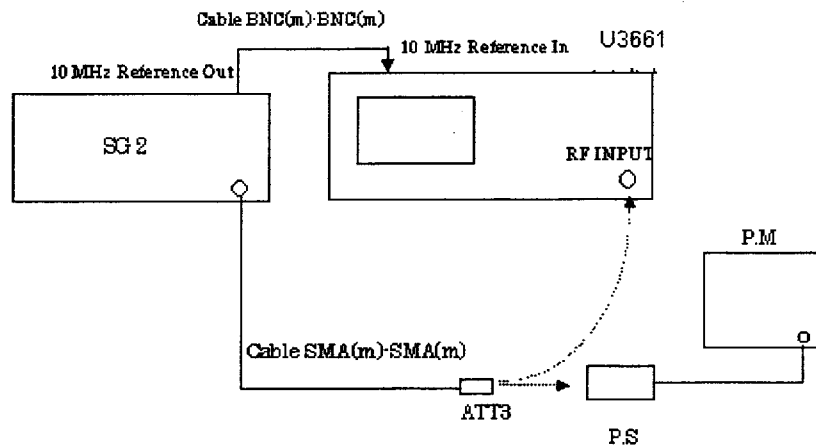 Cable BNC(m)-BNC(m)
10 MHz Reference In
U3661
10 MHz Reference Out
SG 2
RF INPUT
P.M
Cable SMA(m)-SMA(m)
ATT3
P.S